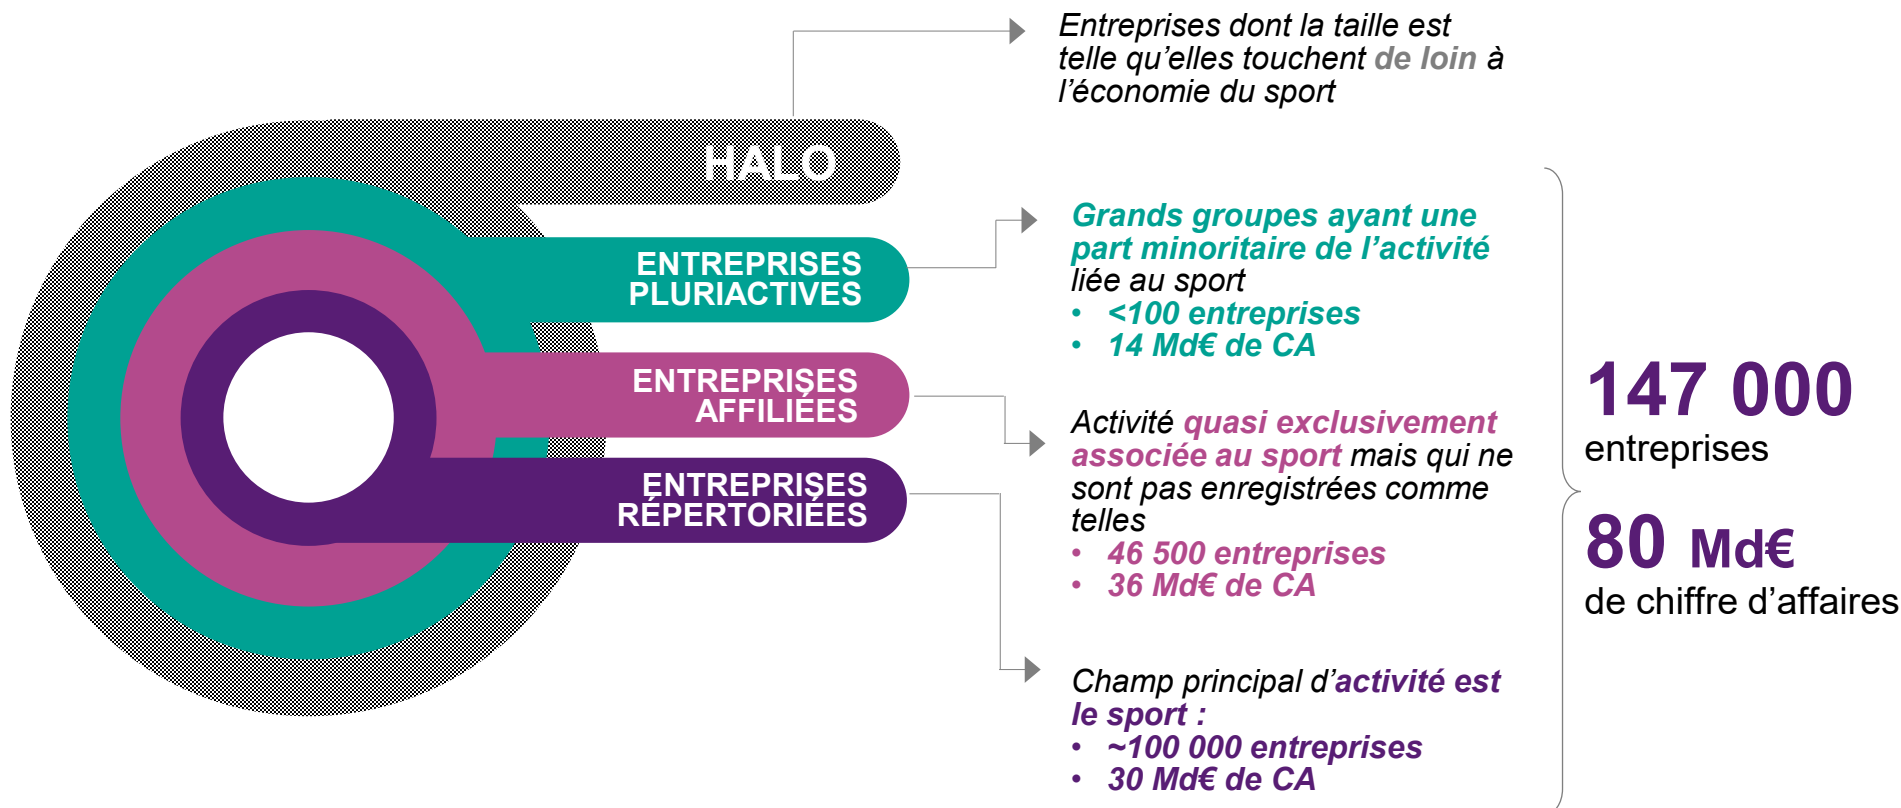 Entreprises dont la taille est
telle qu’elles touchent de loin à
l’économie du sport
HALO
Grands groupes ayant une
part minoritaire de l’activité
liée au sport
• <100 entreprises
• 14 Md€ de CA
ENTREPRISES
PLURIACTIVES
ENTREPRISES
AFFILIÉES
Activité quasi exclusivement
associée au sport mais qui ne
sont pas enregistrées comme
telles
• 46 500 entreprises
• 36 Md€ de CA
ENTREPRISES
RÉPERTORIÉES
Champ principal d’activité est
le sport :
• ~100 000 entreprises
• 30 Md€ de CA
147 000
entreprises
80 Md€
de chiffre d’affaires